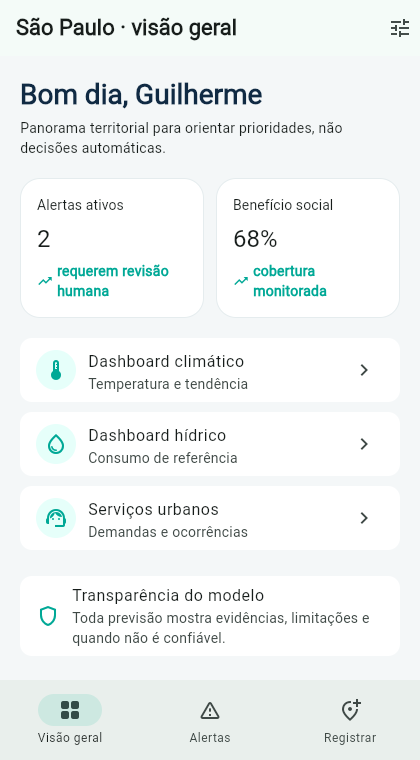 São Paulo · visão geral
Bom dia, Guilherme
Panorama territorial para orientar prioridades, não
decisões automáticas.
Alertas ativos
2
requerem revisão
humana
Benefício social
68%
cobertura
monitorada
Dashboard climático
Temperatura e tendência
Dashboard hídrico
Consumo de referência
Serviços urbanos
Demandas e ocorrências
Transparência do modelo
Toda previsão mostra evidências, limitações e
quando não é confiável.
Visão geral
Alertas
Registrar